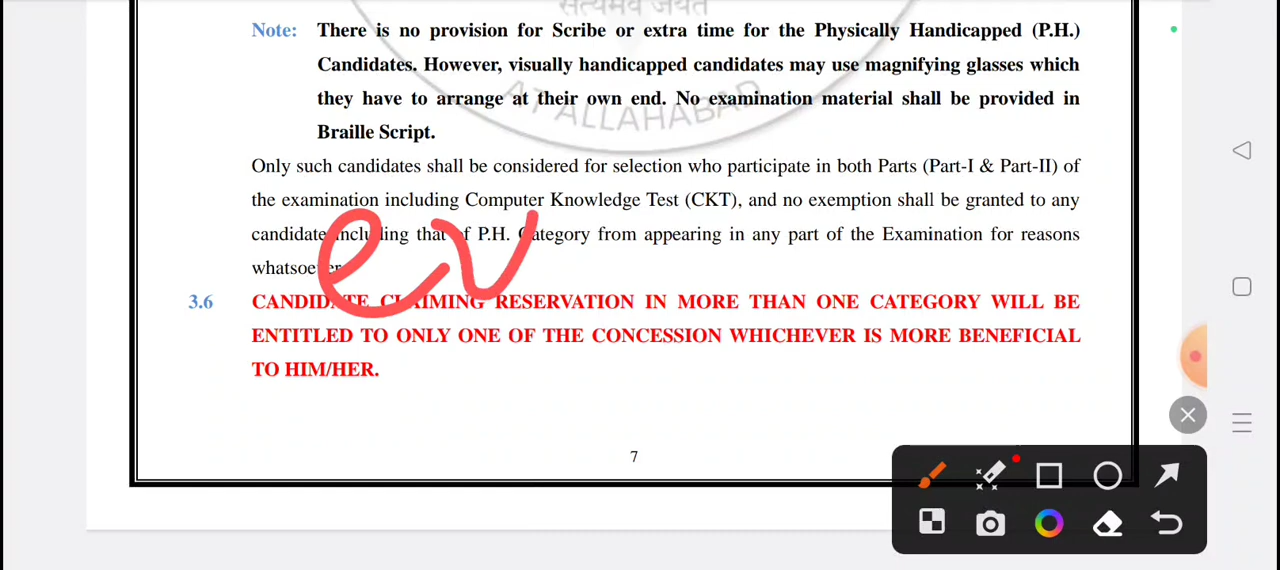 सत्यमेव जयते
Note: There is no provision for Scribe or extra time for the Physically Handicapped (P.H.)
Candidates. However, visually handicapped candidates may use magnifying glasses which
they have to arrange at their own end. No examination material shall be provided in
Braille Script.
AT ALLAHABAD
Only such candidates shall be considered for selection who participate in both Parts (Part-I & Part-II) of
the examination including Computer Knowledge Test (CKT), and no exemption shall be granted to any
candidate including that of P.H. Category from appearing in any part of the Examination for reasons
whatsoever.
ev
3.6 CANDIDATE CLAIMING RESERVATION IN MORE THAN ONE CATEGORY WILL BE
ENTITLED TO ONLY ONE OF THE CONCESSION WHICHEVER IS MORE BENEFICIAL
TO HIM/HER.
7